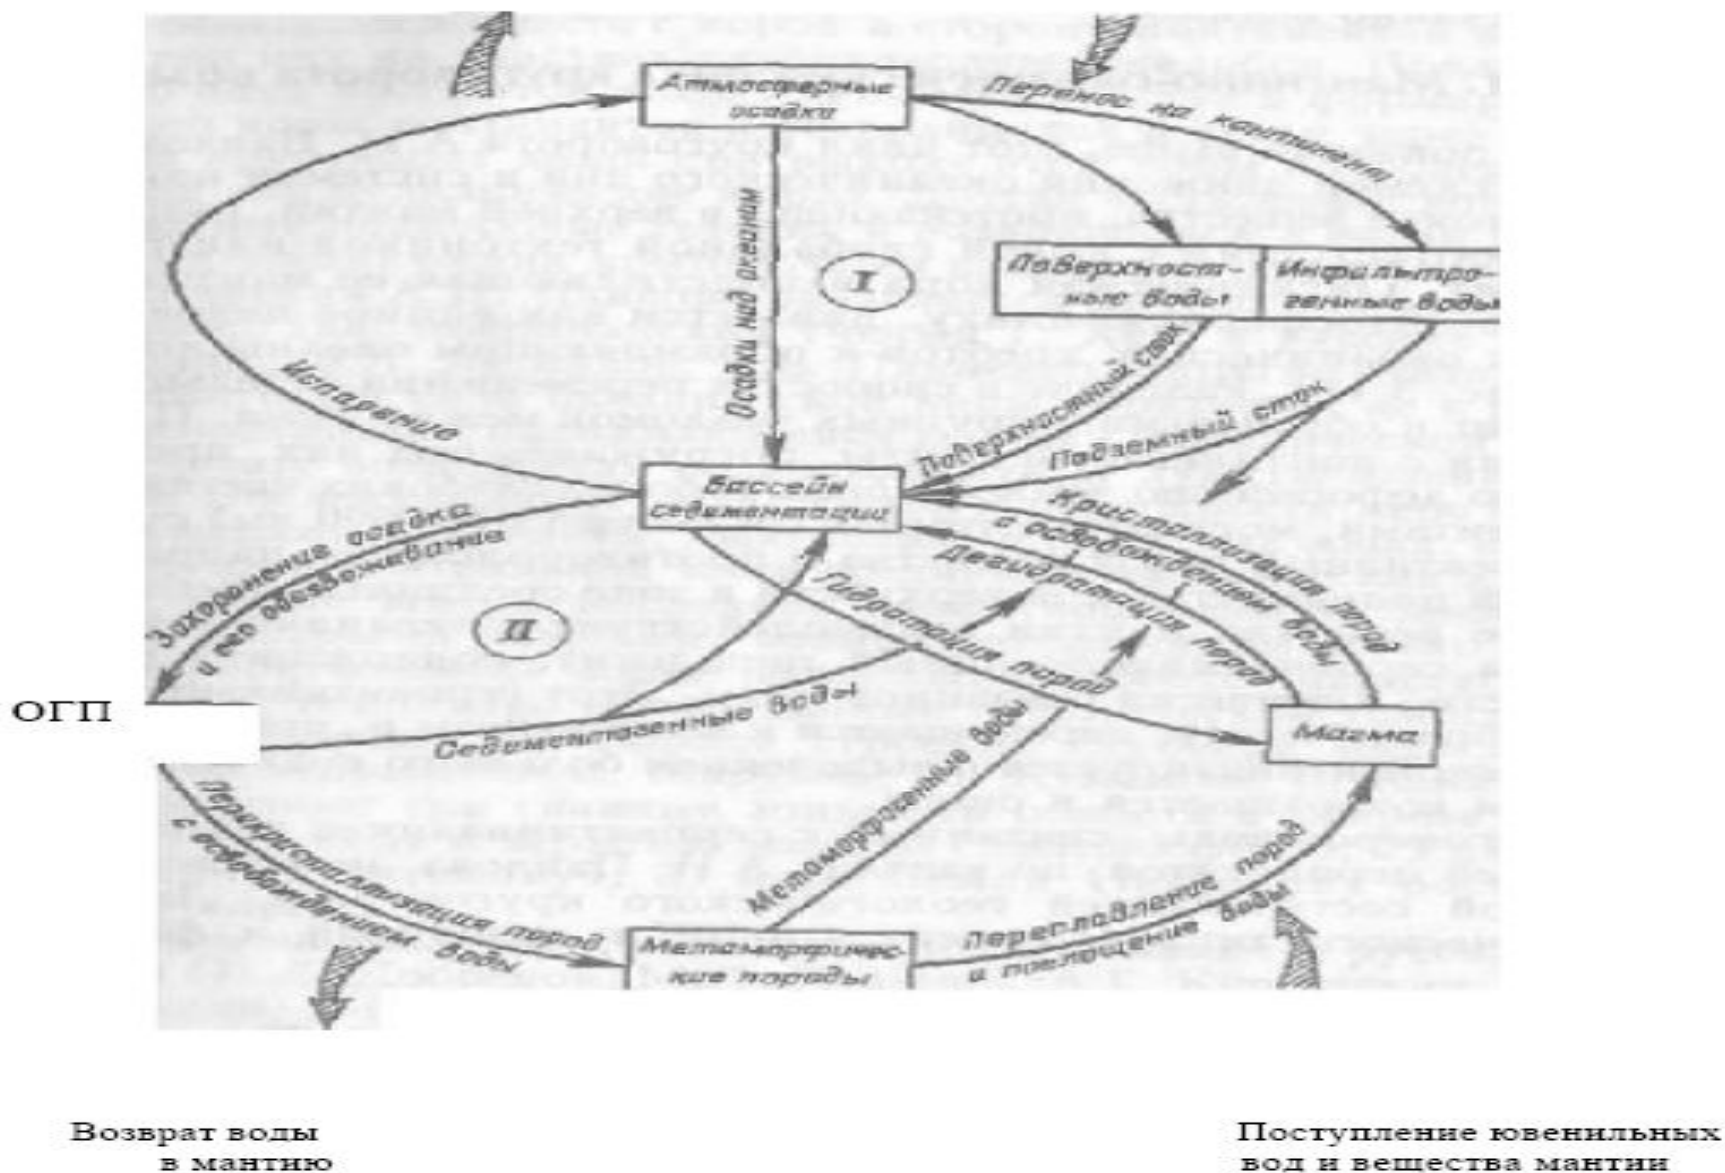 Атмосферные
осадки
Перенос на континент
Осадки над океаном
I
Поверхност-
ные воды
Инфильтро-
генные воды
Испарение
Поверхностный сток
Подземный сток
Бассейн
седиментации
Захоронение осадка
и его обезвоживание
Кристаллизация пород
с освобождением воды
Дегидратация пород
Гидратация пород
II
ОГП
Седиментогенные воды
Магма
Метаморфогенные воды
Перекристаллизация пород
с освобождением воды
Переплавление пород
и поглощение воды
Метаморфичес-
кие породы
Возврат воды
в мантию
Поступление ювенильных
вод и вещества мантии